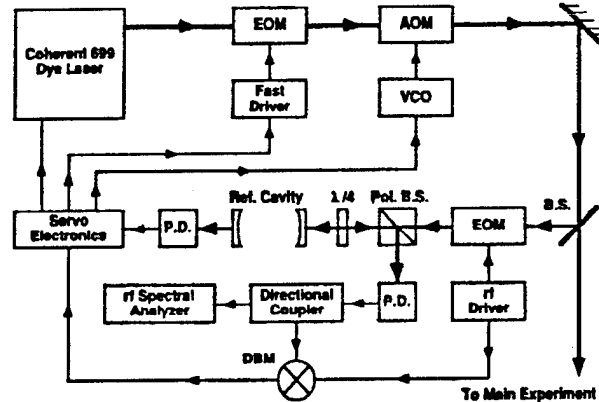 Coherent 699
Dye Laser
EOM
AOM
Fast
Driver
VCO
Ref. Cavity
λ/4
Pol. B.S.
B.S.
Servo
Electronics
P.D.
EOM
rf Spectral
Analyzer
Directional
Coupler
P.D.
rf
Driver
DBM
To Main Experiment